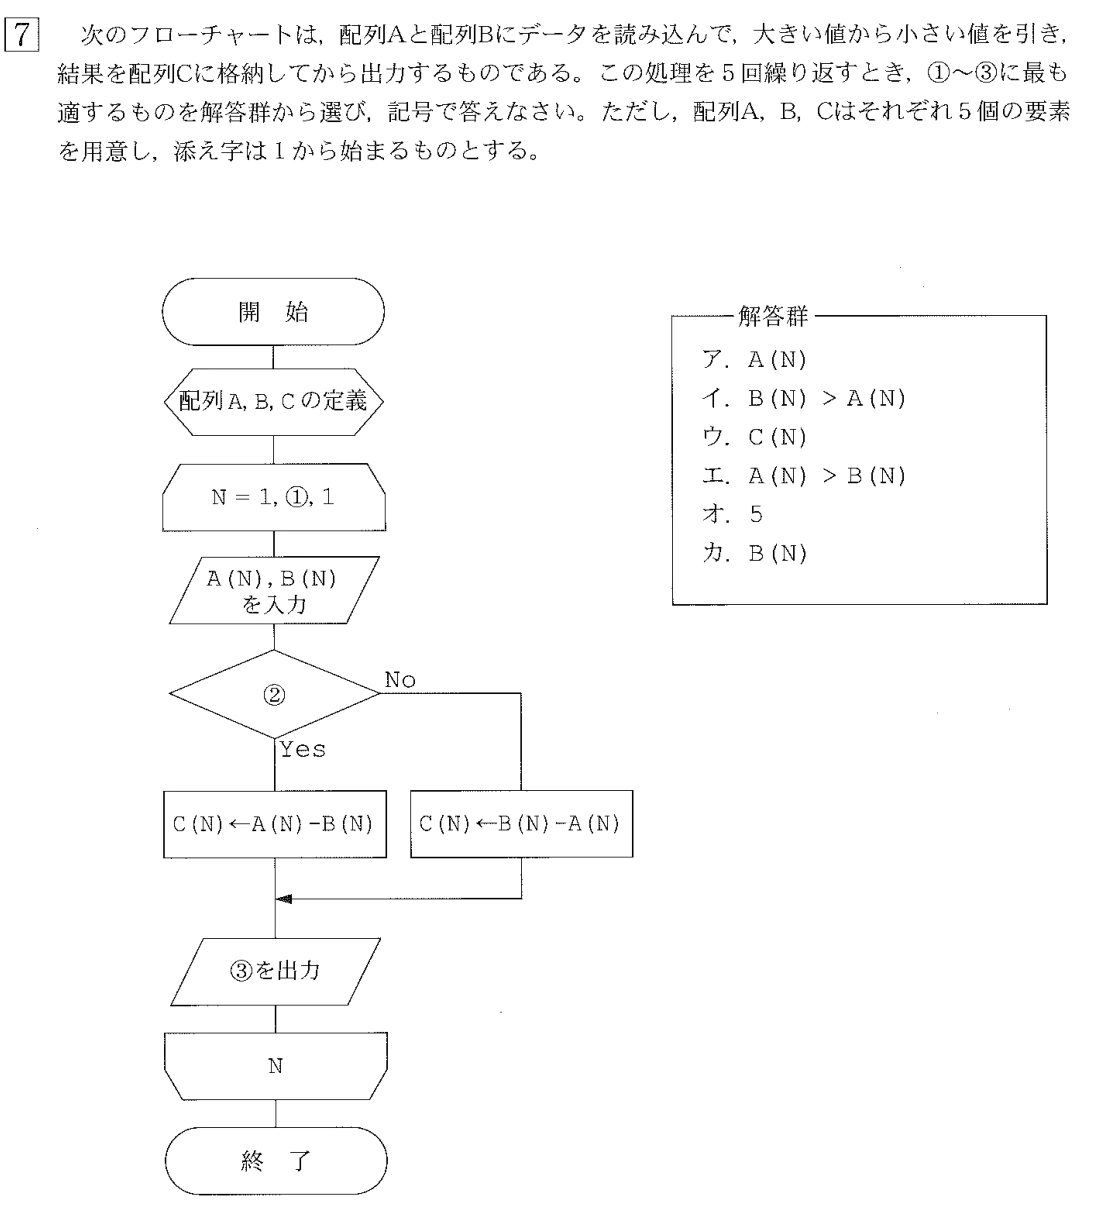 7 次のフローチャートは，配列Aと配列Bにデータを読み込んで，大きい値から小さい値を引き，
結果を配列Cに格納してから出力するものである。この処理を５回繰り返すとき，①～③に最も
適するものを解答群から選び，記号で答えなさい。ただし，配列A，B，Cはそれぞれ５個の要素
を用意し，添え字は１から始まるものとする。
開　始
配列A,B,Cの定義
N＝1,①,1
A(N),B(N)
を入力
②
No
Yes
C(N)←A(N)-B(N)
C(N)←B(N)-A(N)
③を出力
N
終　了
解答群
ア. A(N)
イ. B(N) > A(N)
ウ. C(N)
エ. A(N) > B(N)
オ. 5
カ. B(N)